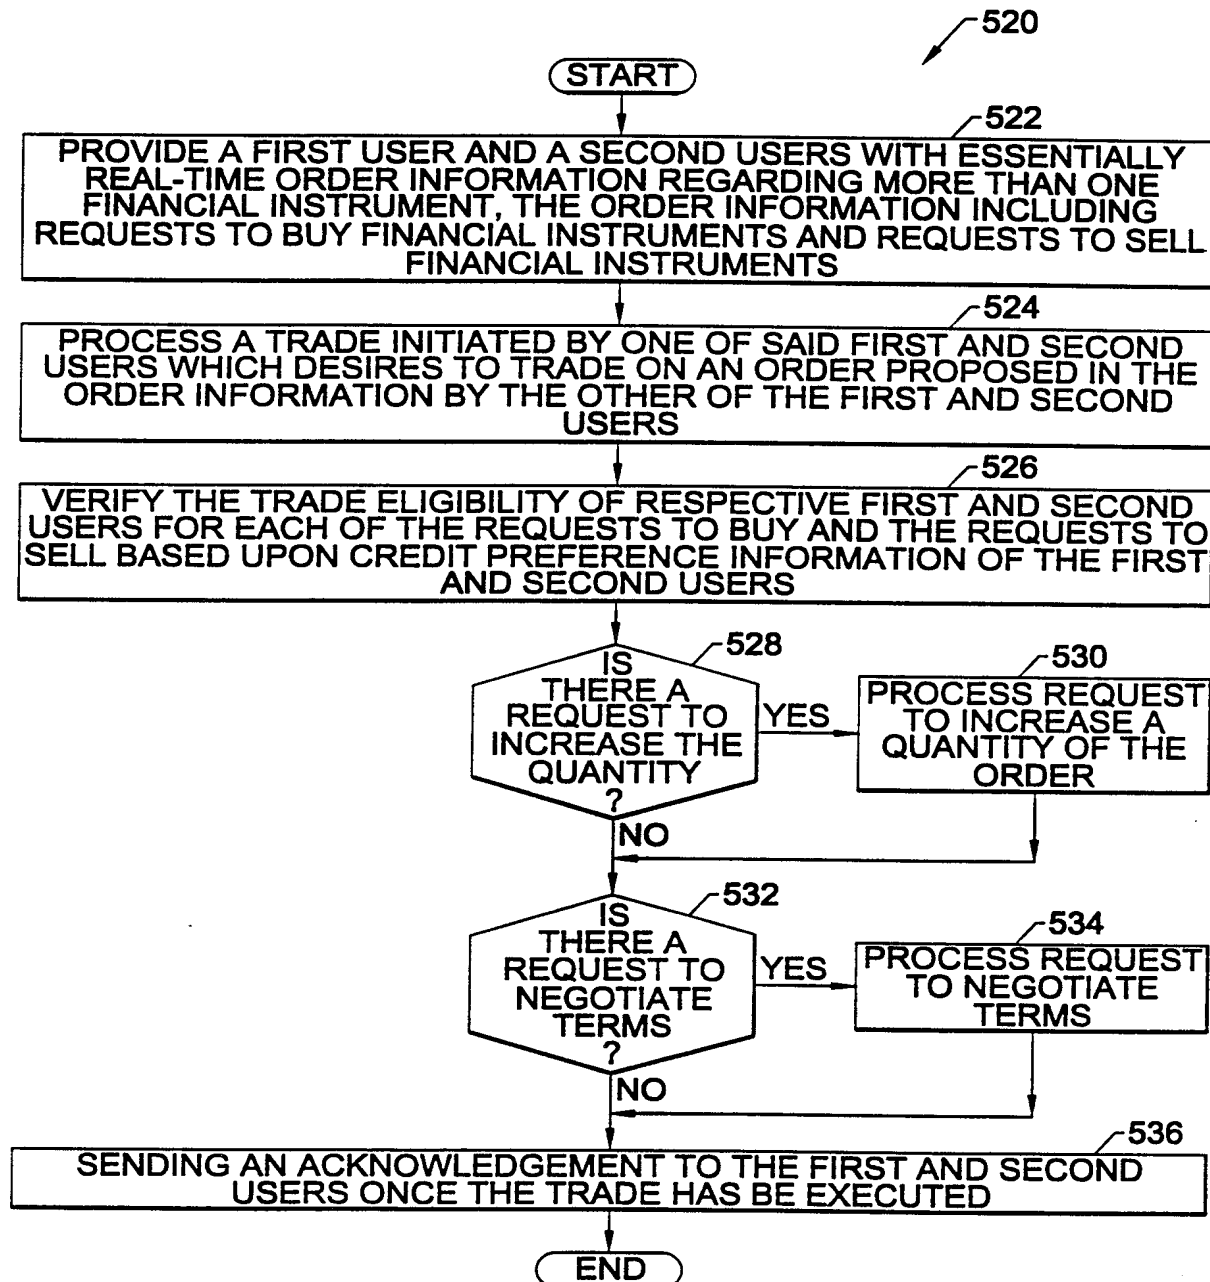 520
START
522
PROVIDE A FIRST USER AND A SECOND USERS WITH ESSENTIALLY
REAL-TIME ORDER INFORMATION REGARDING MORE THAN ONE
FINANCIAL INSTRUMENT, THE ORDER INFORMATION INCLUDING
REQUESTS TO BUY FINANCIAL INSTRUMENTS AND REQUESTS TO SELL
FINANCIAL INSTRUMENTS
524
PROCESS A TRADE INITIATED BY ONE OF SAID FIRST AND SECOND
USERS WHICH DESIRES TO TRADE ON AN ORDER PROPOSED IN THE
ORDER INFORMATION BY THE OTHER OF THE FIRST AND SECOND
USERS
526
VERIFY THE TRADE ELIGIBILITY OF RESPECTIVE FIRST AND SECOND
USERS FOR EACH OF THE REQUESTS TO BUY AND THE REQUESTS TO
SELL BASED UPON CREDIT PREFERENCE INFORMATION OF THE FIRST
AND SECOND USERS
528
IS
THERE A
REQUEST TO
INCREASE THE
QUANTITY
?
YES
530
PROCESS REQUEST
TO INCREASE A
QUANTITY OF THE
ORDER
NO
532
IS
THERE A
REQUEST TO
NEGOTIATE
TERMS
?
YES
534
PROCESS REQUEST
TO NEGOTIATE
TERMS
NO
536
SENDING AN ACKNOWLEDGEMENT TO THE FIRST AND SECOND
USERS ONCE THE TRADE HAS BE EXECUTED
END